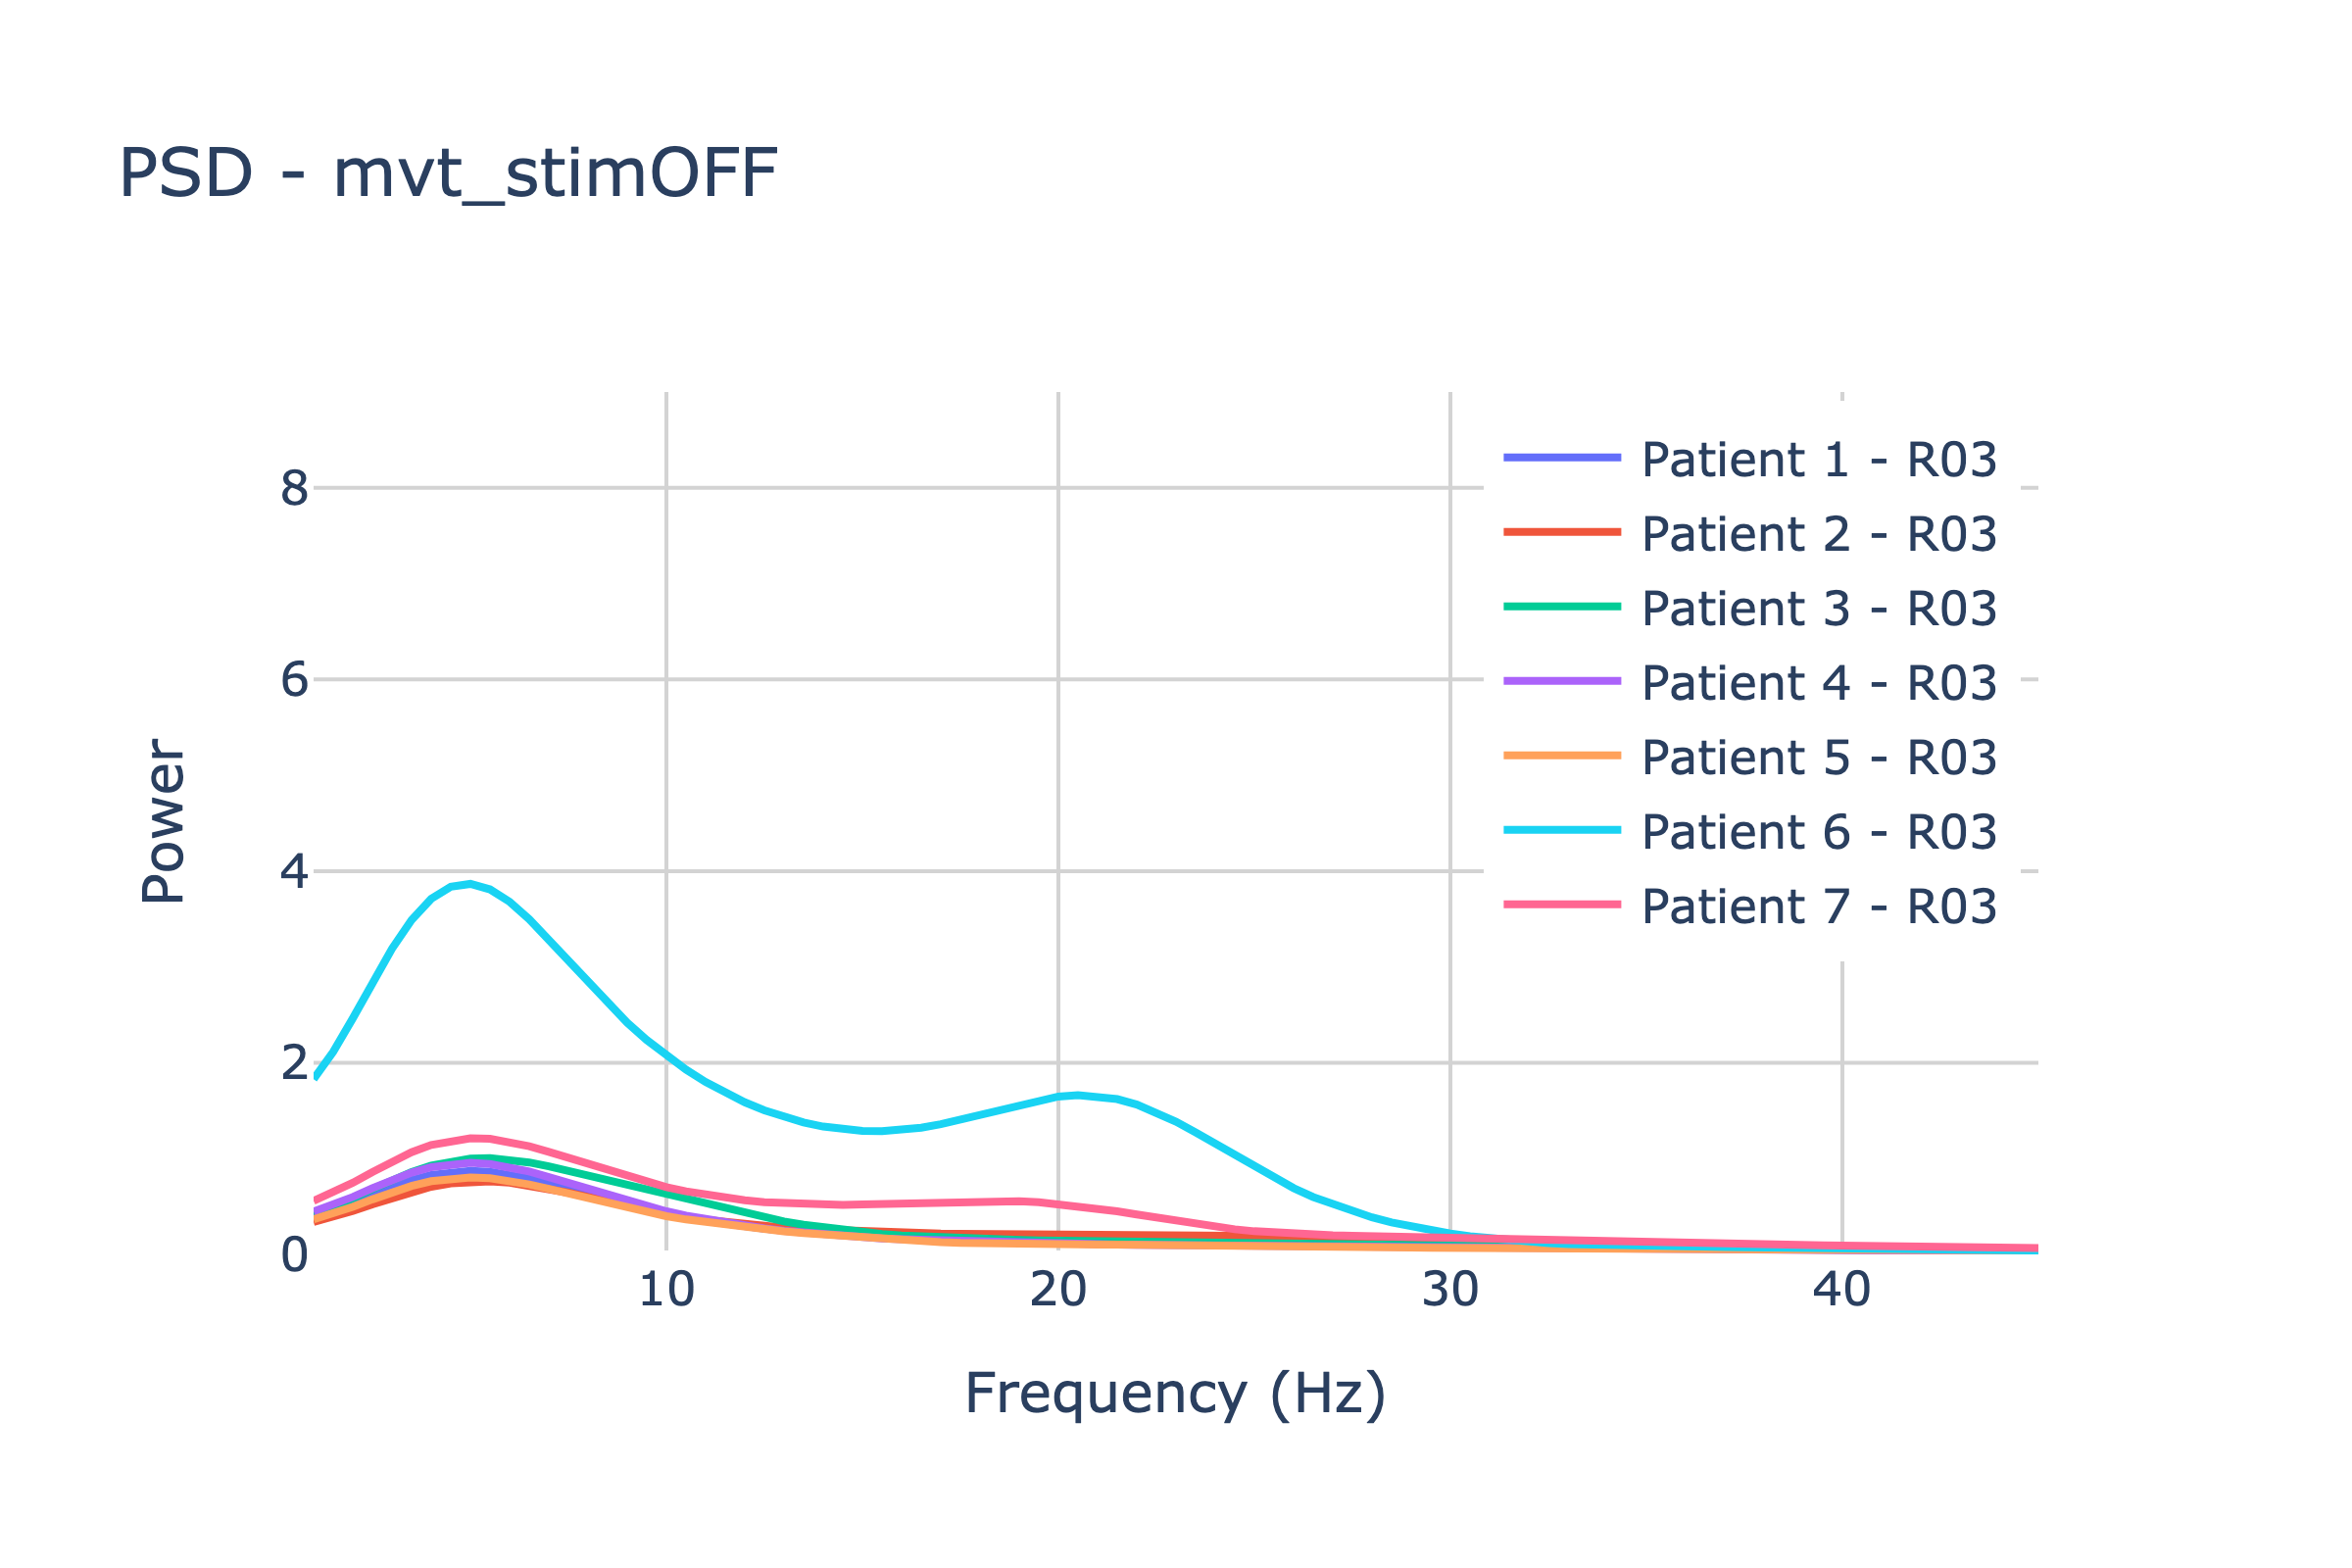 PSD - mvt_stimOFF
Patient 1 - R03
Patient 2 - R03
Patient 3 - R03
Patient 4 - R03
Patient 5 - R03
Patient 6 - R03
Patient 7 - R03
8
6
4
2
0
Power
10 20 30 40
Frequency (Hz)